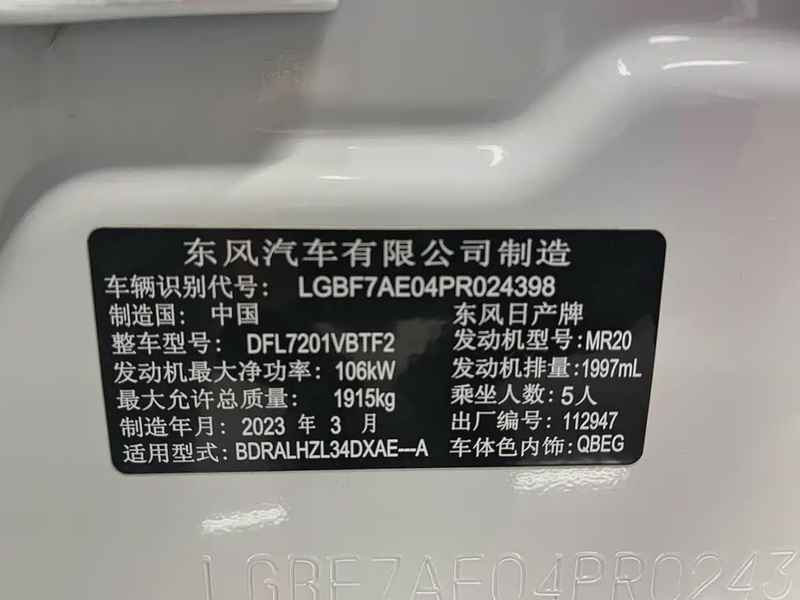 东风汽车有限公司制造
车辆识别代号: LGBF7AE04PR024398
制造国: 中国 东风日产牌
整车型号: DFL7201VBTF2 发动机型号: MR20
发动机最大净功率: 106kW 发动机排量: 1997mL
最大允许总质量: 1915kg 乘坐人数: 5人
制造年月: 2023 年 3 月 出厂编号: 112947
适用型式: BDRALHZL34DXAE---A 车体色内饰: QBEG
LGBF7AE04PR0243